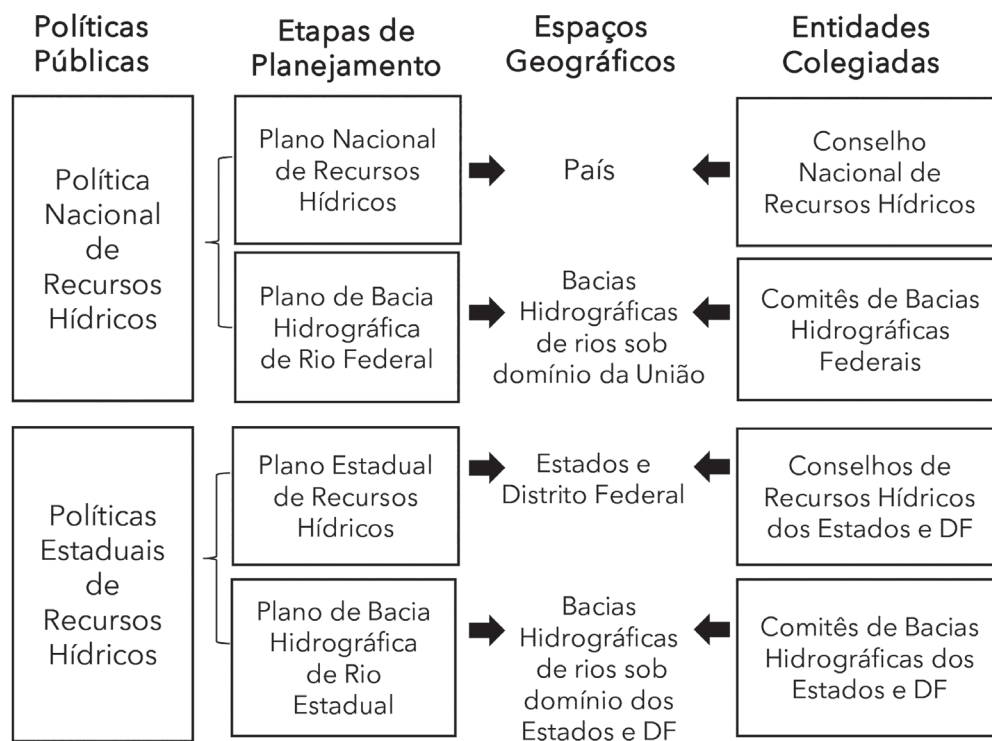 Políticas
Públicas
Etapas de
Planejamento
Espaços
Geográficos
Entidades
Colegiadas
Política
Nacional
de
Recursos
Hídricos
Plano Nacional
de Recursos
Hídricos
País
Conselho
Nacional de
Recursos Hídricos
Plano de Bacia
Hidrográfica
de Rio Federal
Bacias
Hidrográficas
de rios sob
domínio da União
Comitês de Bacias
Hidrográficas
Federais
Políticas
Estaduais
de
Recursos
Hídricos
Plano Estadual
de Recursos
Hídricos
Estados e
Distrito Federal
Conselhos de
Recursos Hídricos
dos Estados e DF
Plano de Bacia
Hidrográfica
de Rio
Estadual
Bacias
Hidrográficas
de rios sob
domínio dos
Estados e DF
Comitês de Bacias
Hidrográficas dos
Estados e DF